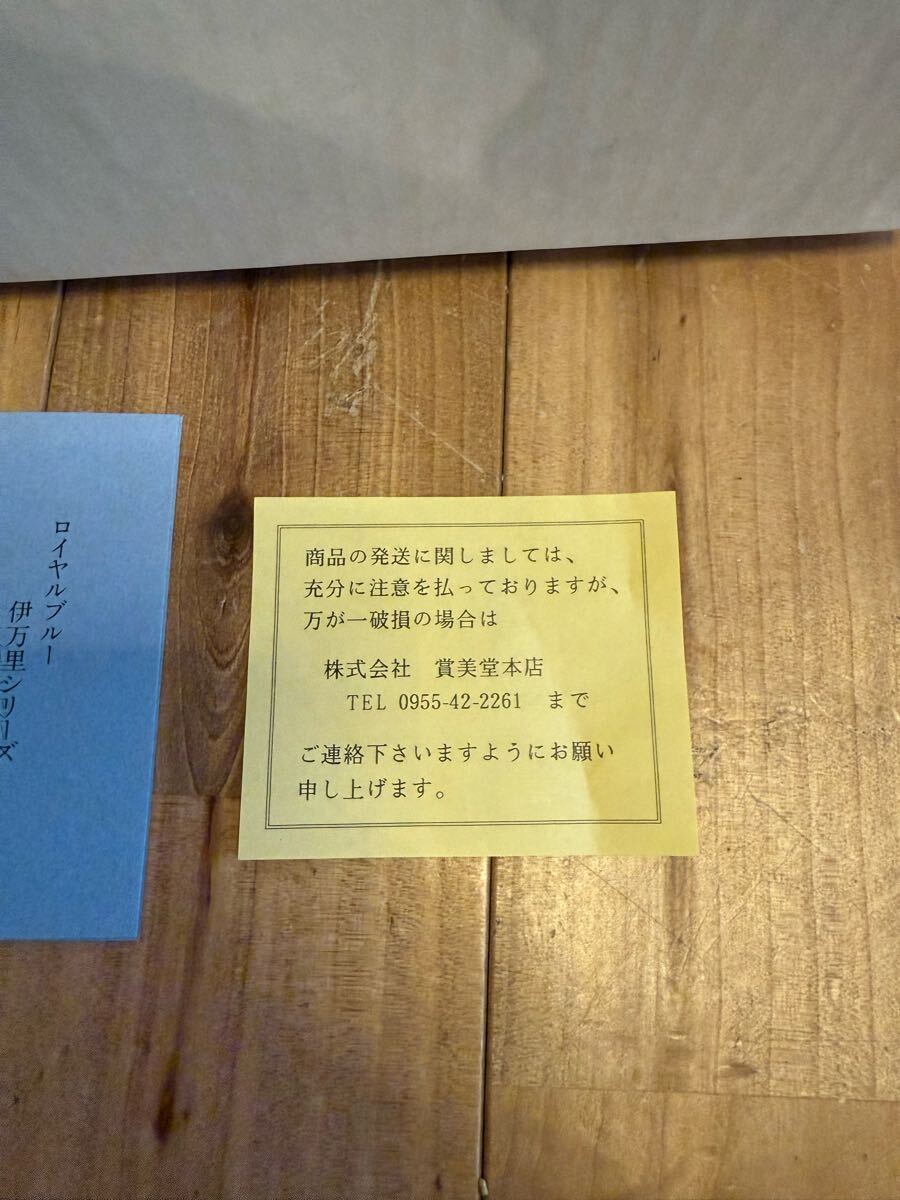 ロイヤルブルー
伊万里シリーズ
商品の発送に関しましては、
充分に注意を払っておりますが、
万が一破損の場合は
株式会社　賞美堂本店
TEL 0955-42-2261　まで
ご連絡下さいますようにお願い
申し上げます。